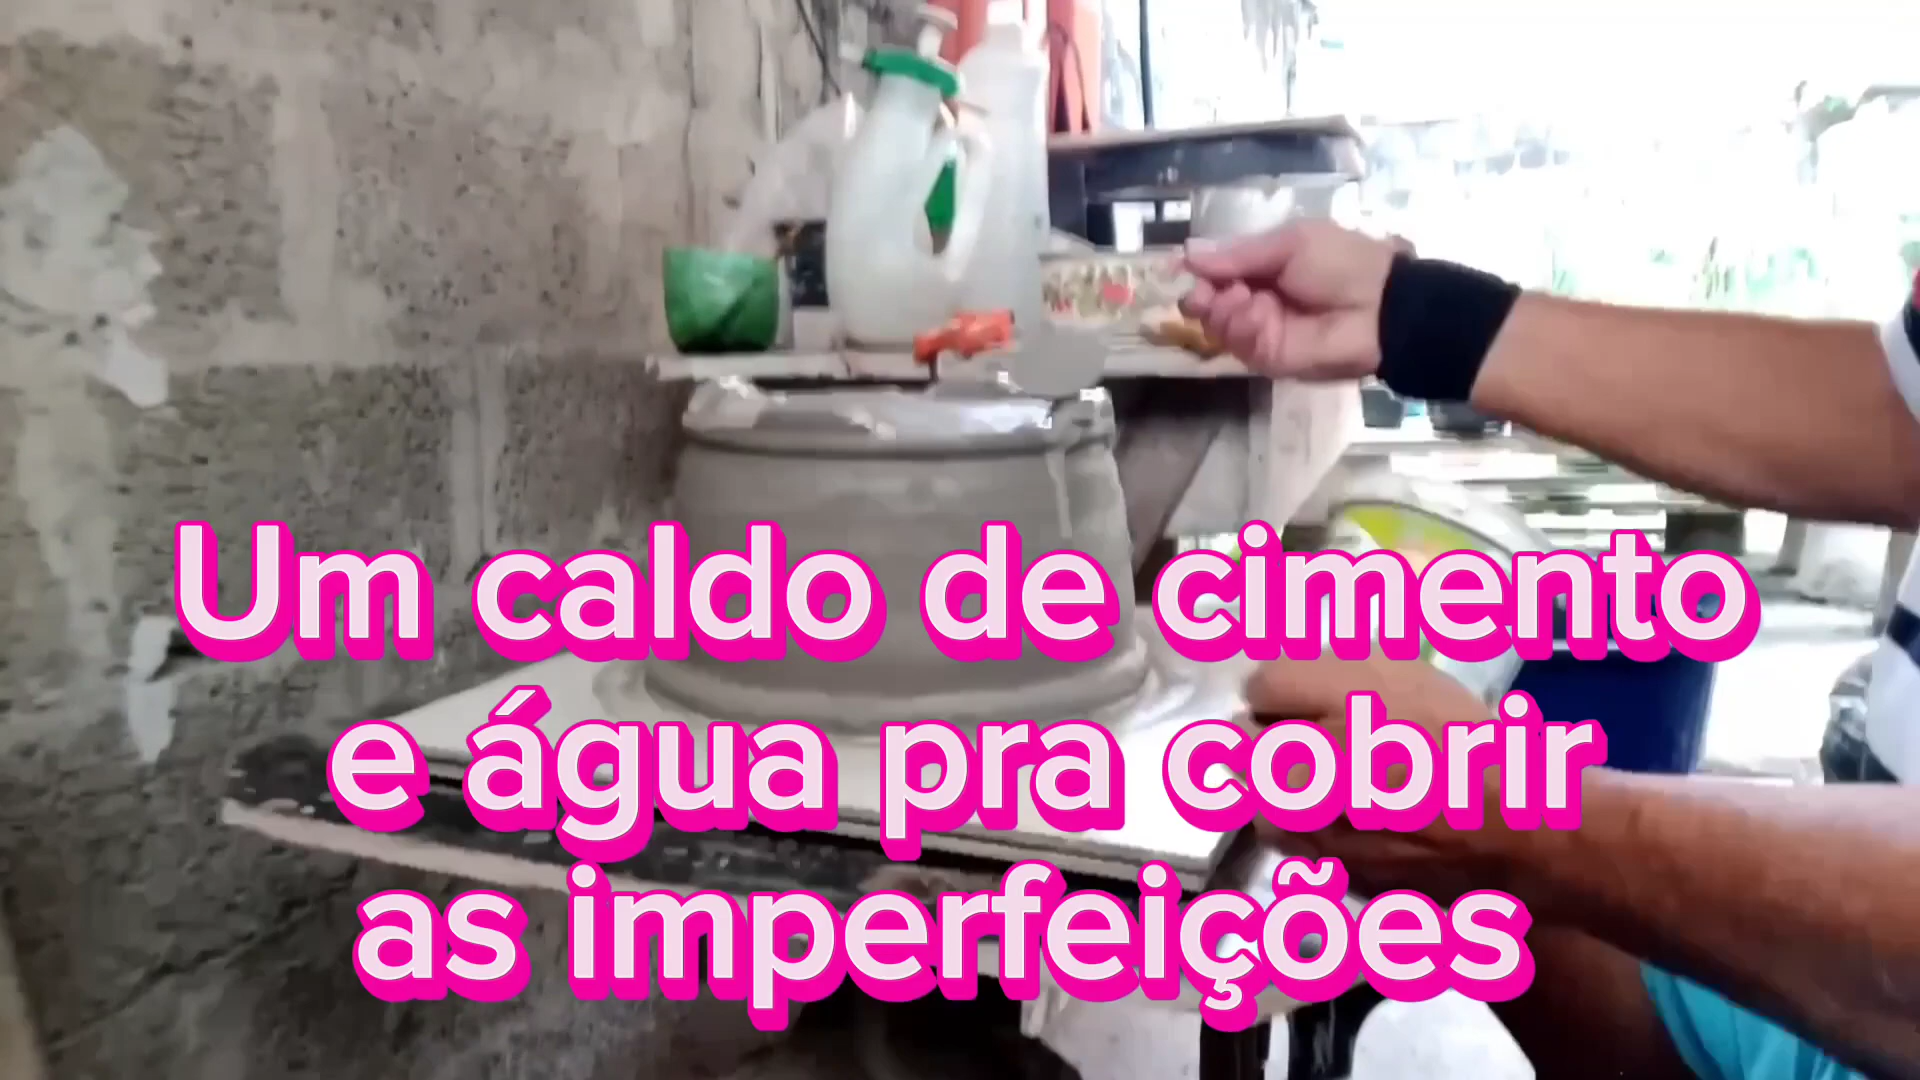 Um caldo de cimento
e água pra cobrir
as imperfeições